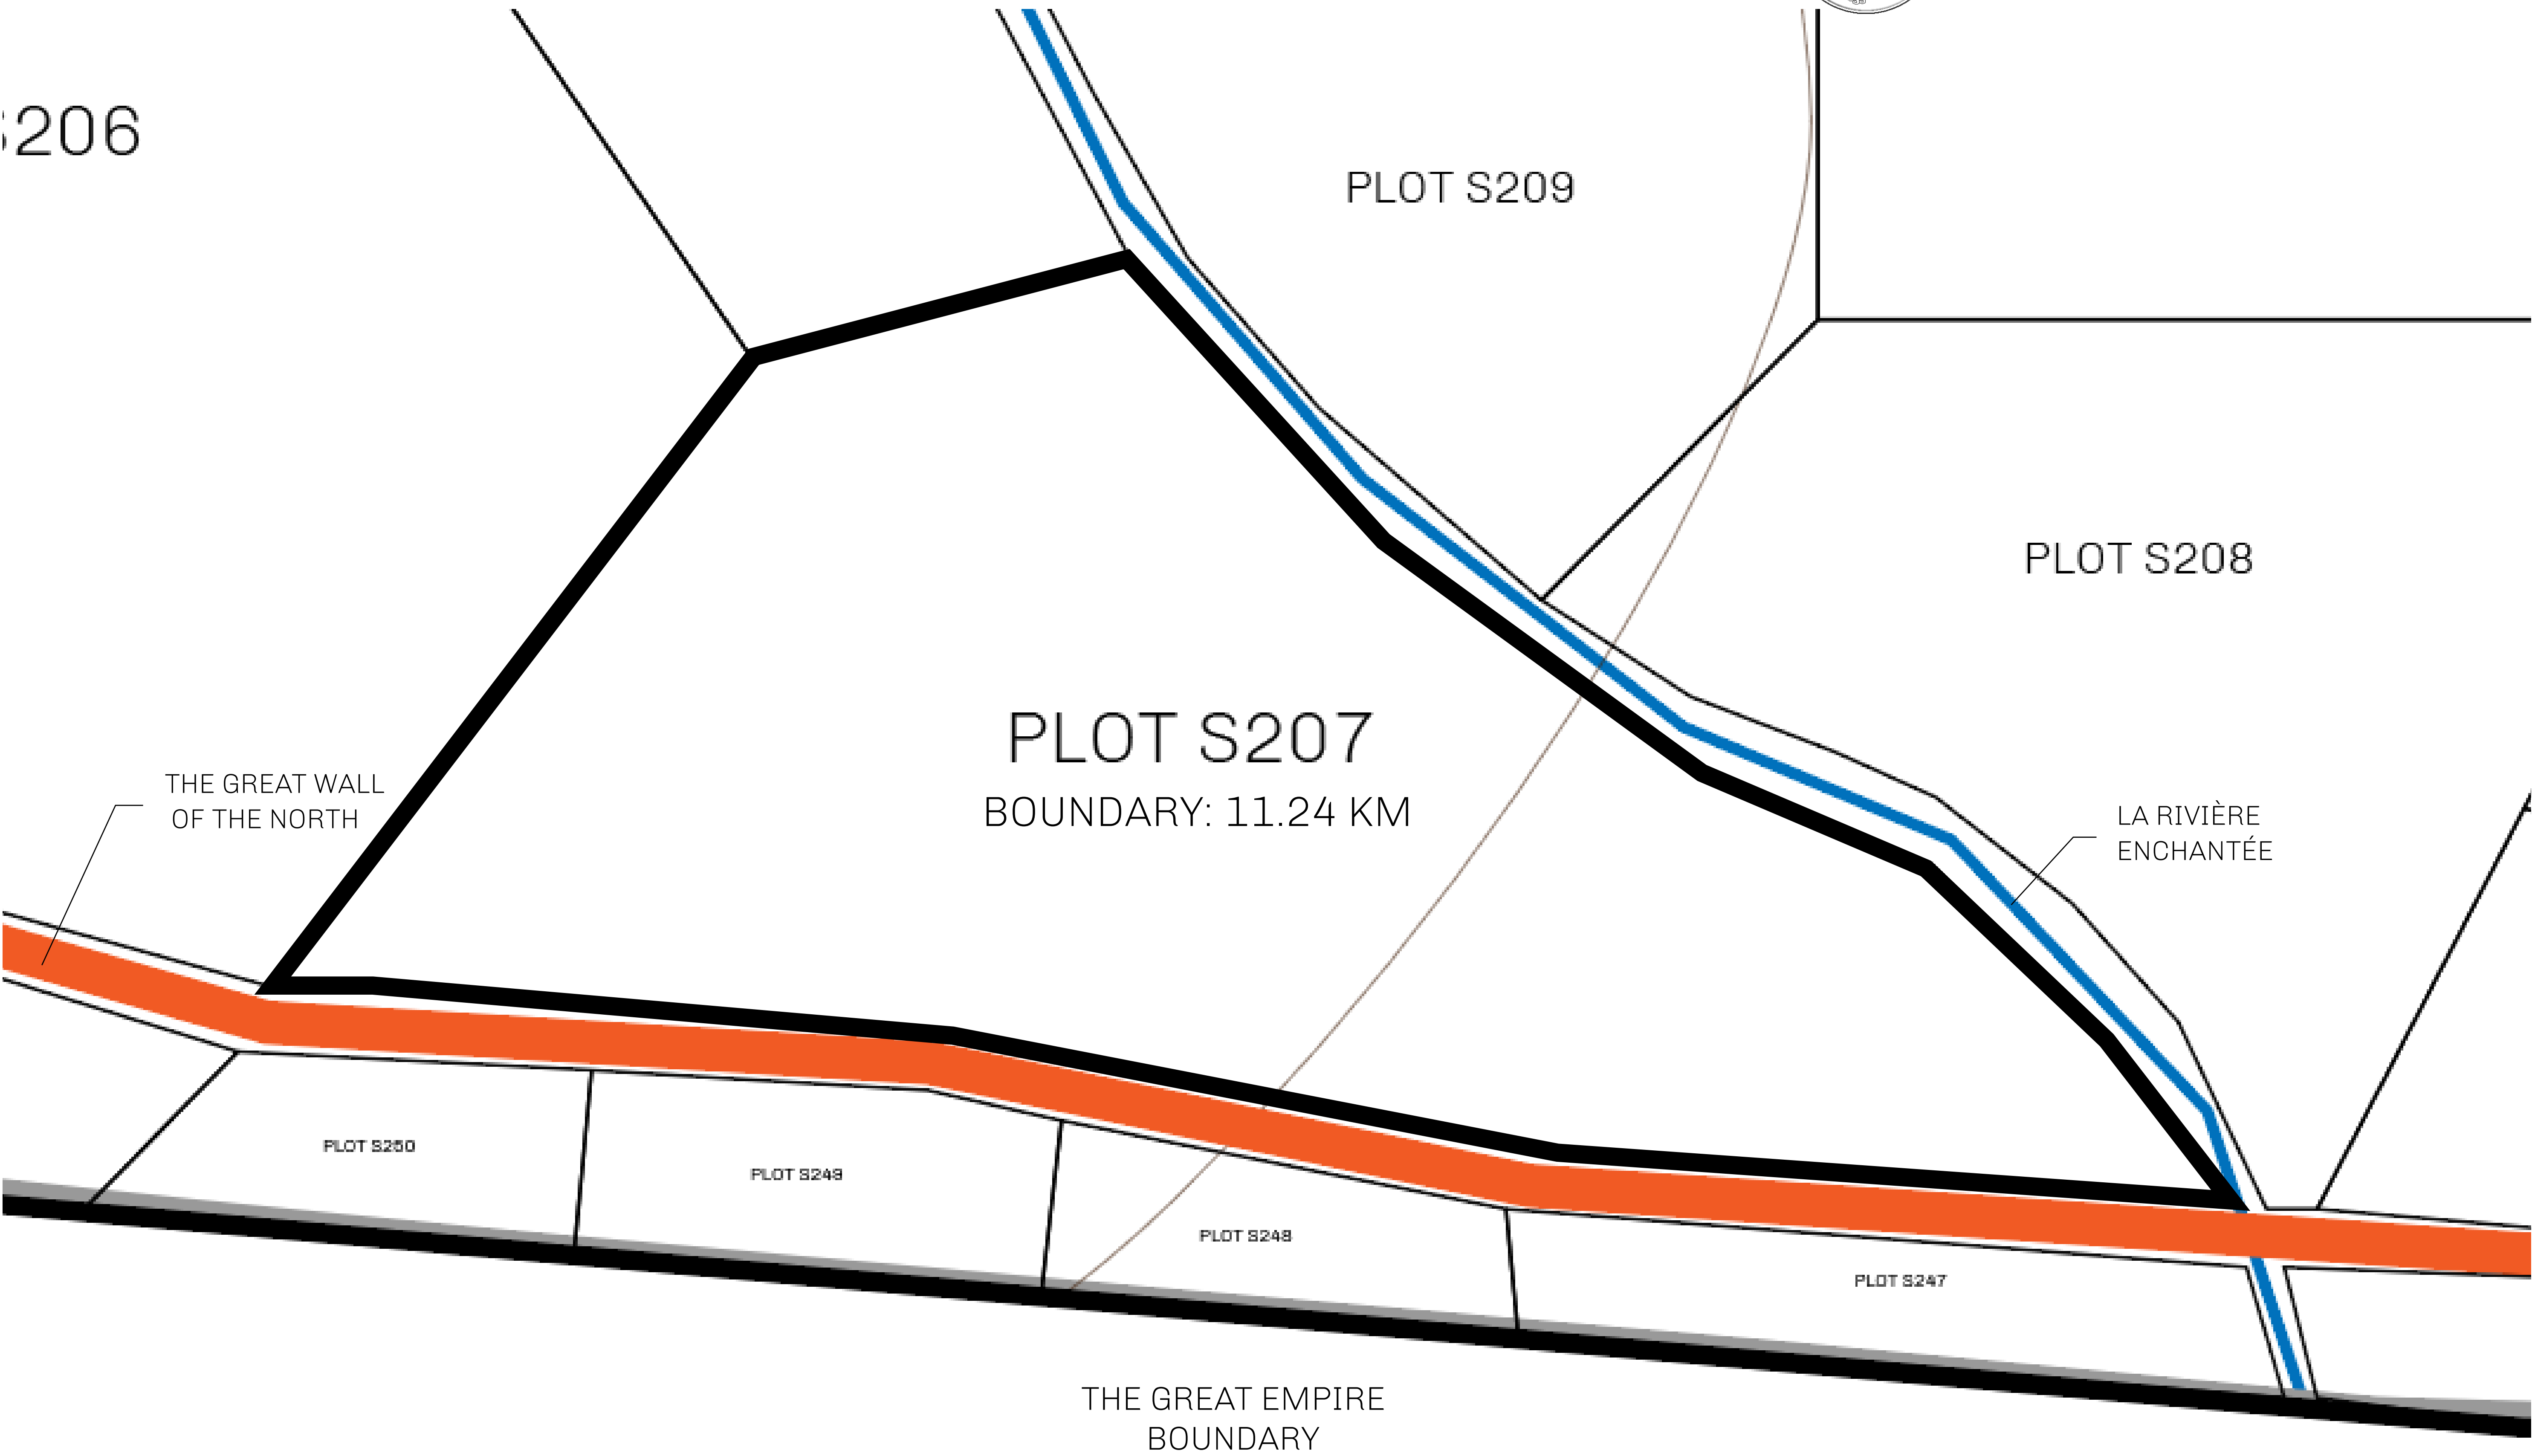 S206
PLOT S209
PLOT S208
PLOT S207
BOUNDARY: 11.24 KM
THE GREAT WALL
OF THE NORTH
LA RIVIÈRE
ENCHANTÉE
PLOT S250
PLOT S249
PLOT S248
PLOT S247
THE GREAT EMPIRE
BOUNDARY